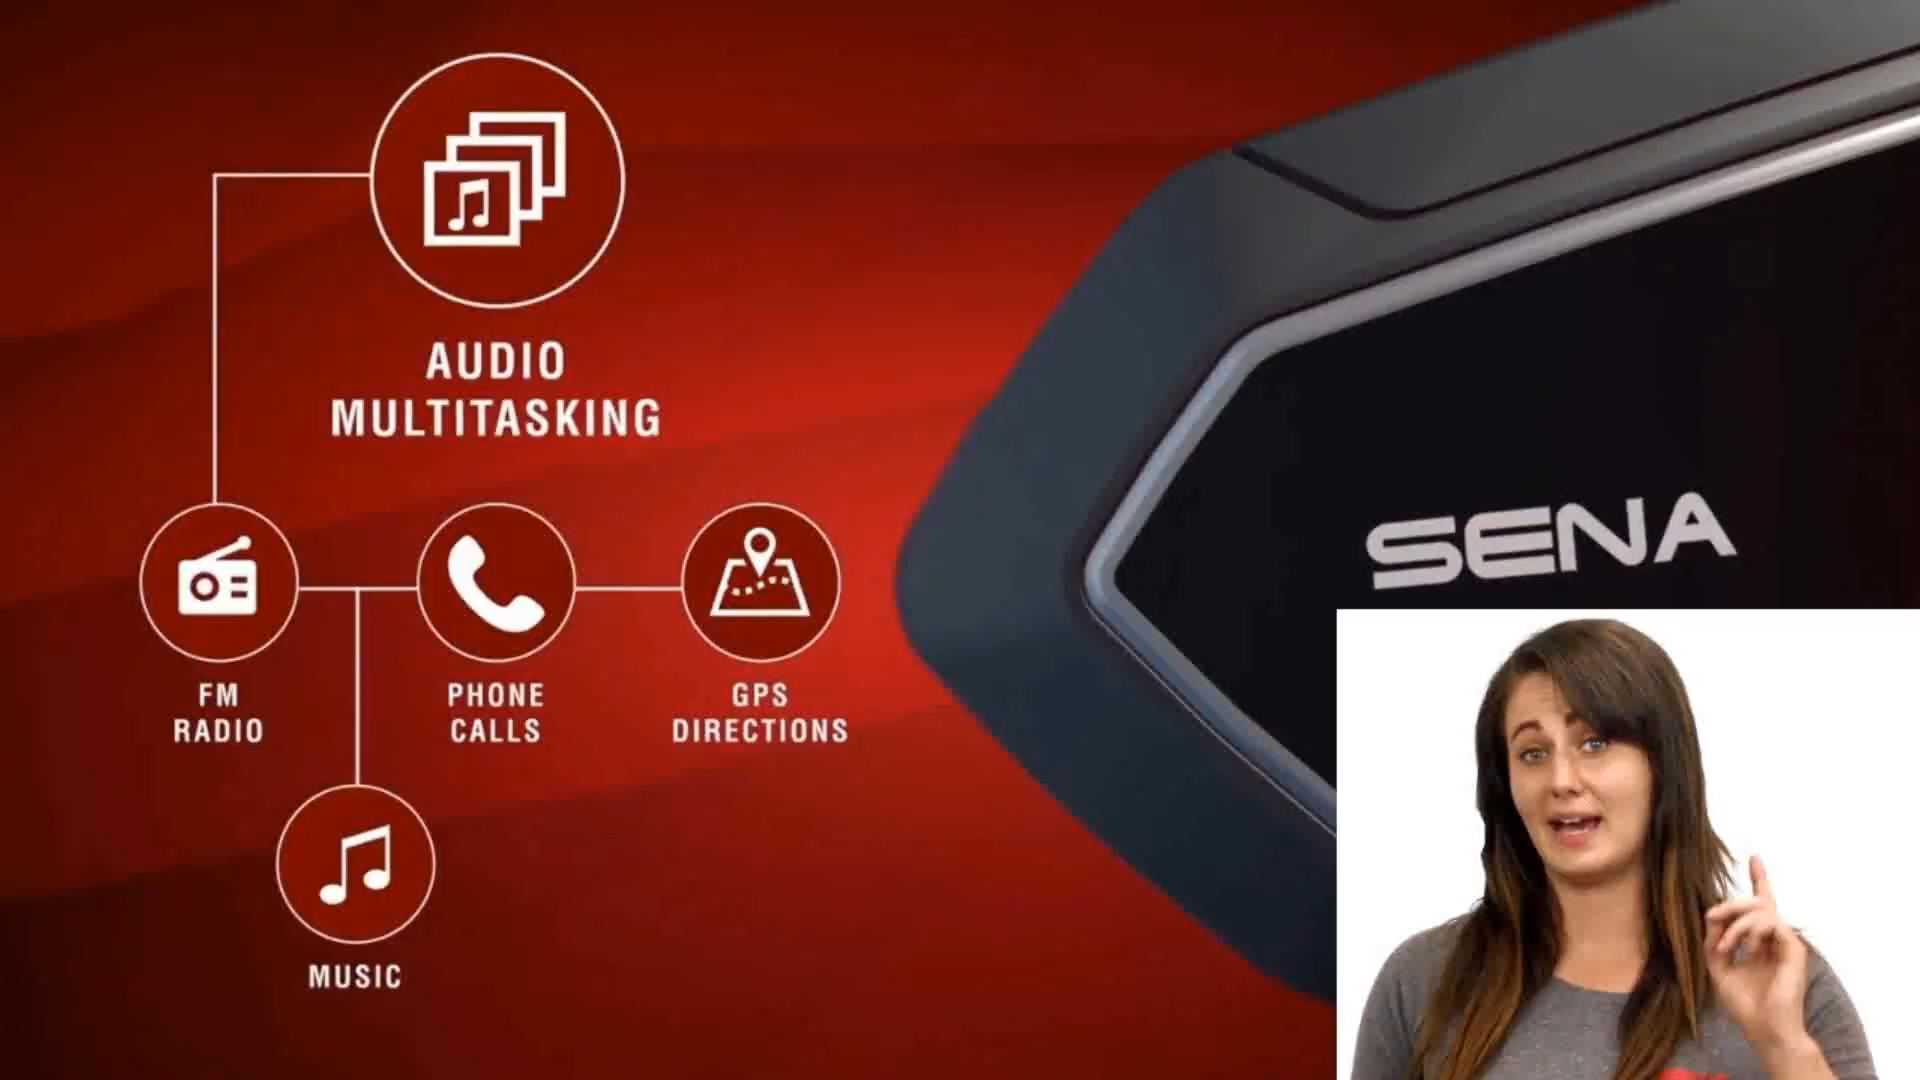 AUDIO
MULTITASKING
SENA
FM
RADIO
PHONE
CALLS
GPS
DIRECTIONS
MUSIC